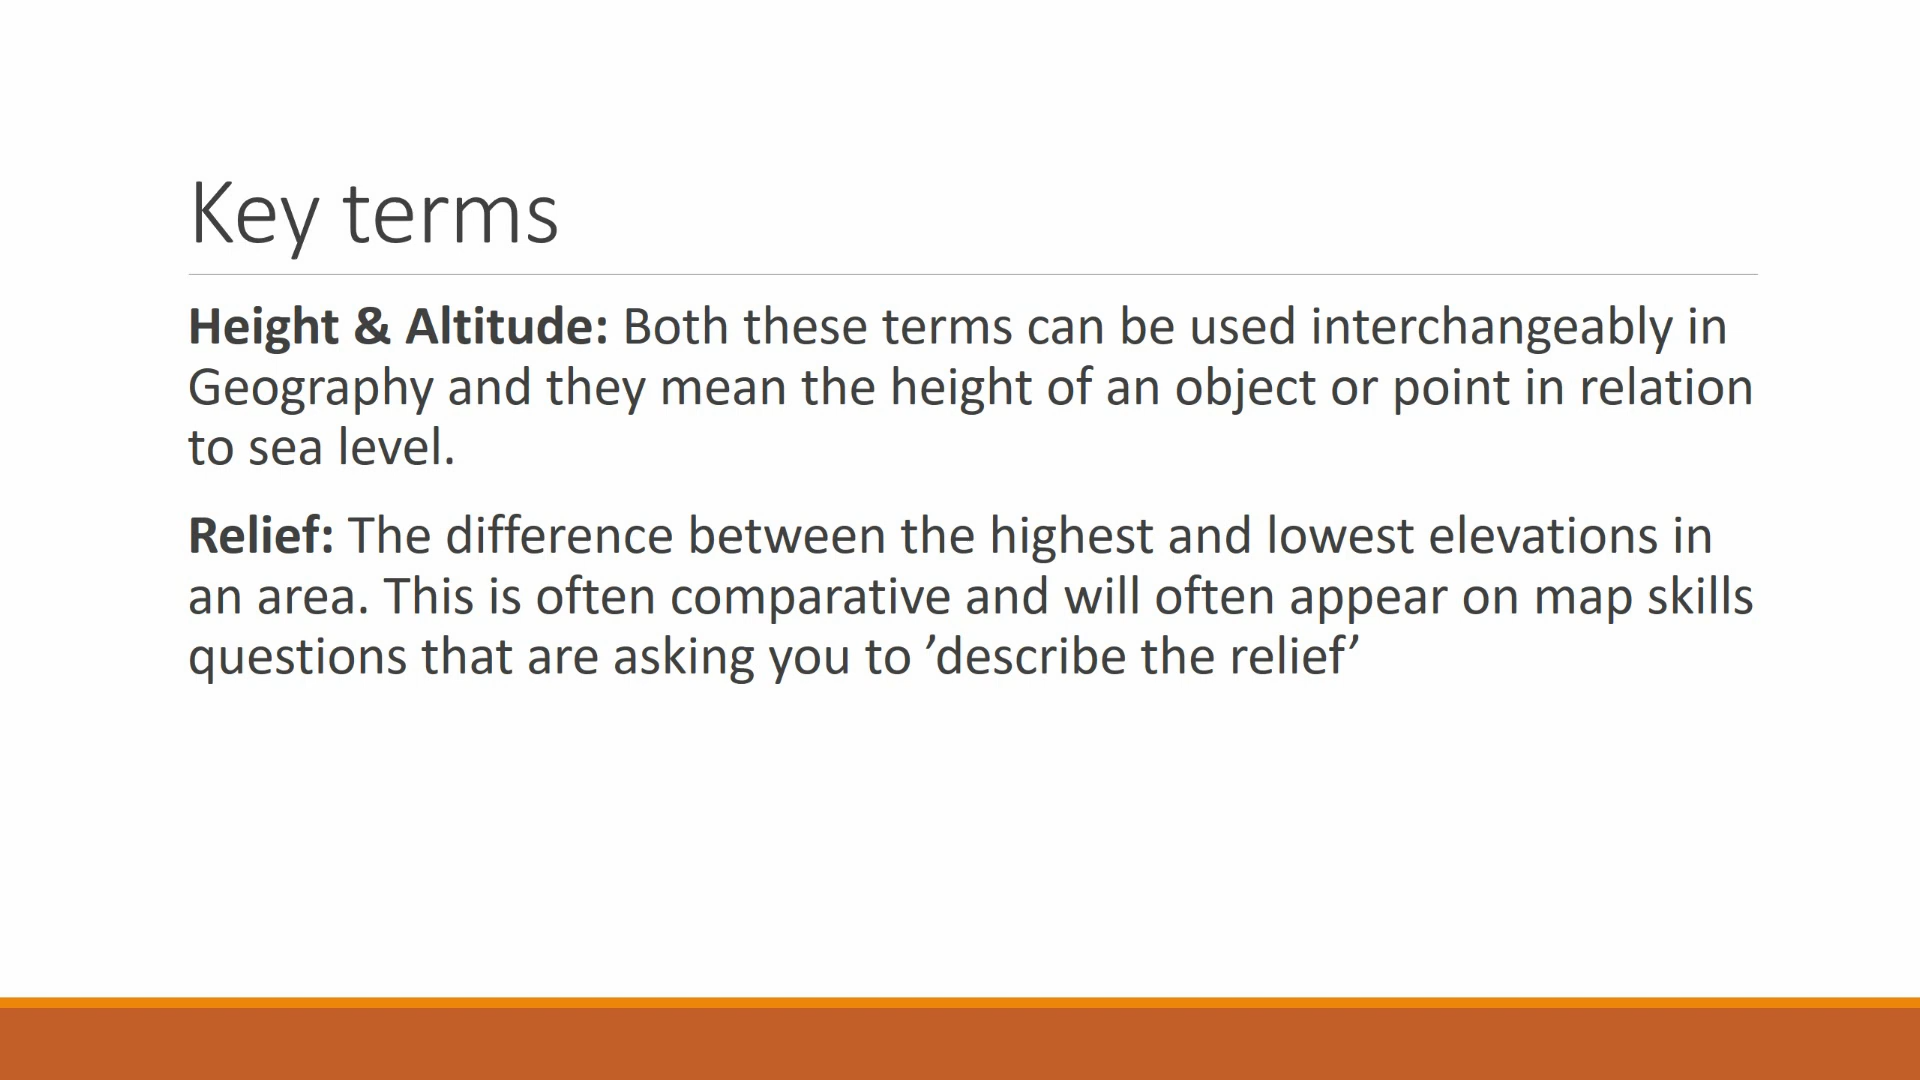 Key terms
Height & Altitude: Both these terms can be used interchangeably in
Geography and they mean the height of an object or point in relation
to sea level.
Relief: The difference between the highest and lowest elevations in
an area. This is often comparative and will often appear on map skills
questions that are asking you to ’describe the relief’